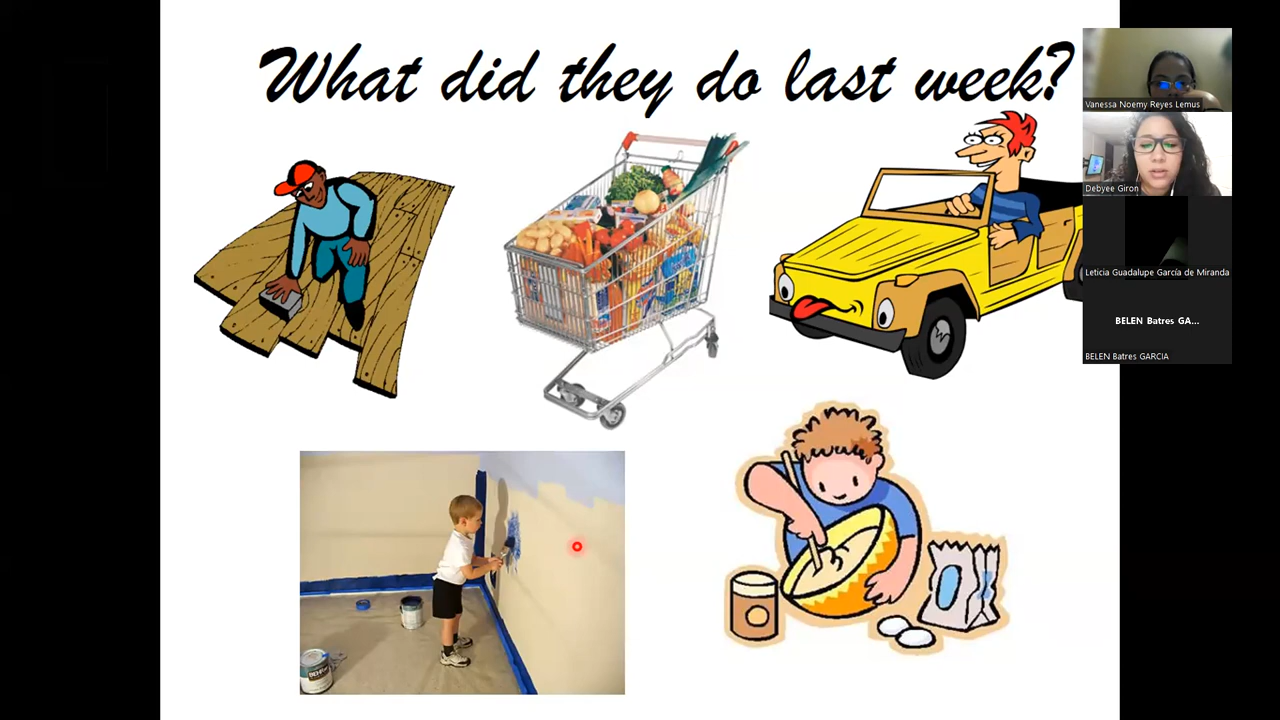 What did they do last week?
Vanessa Noemy Reyes Lemus
Debyee Giron
Leticia Guadalupe García de Miranda
BELEN Batres GA...
BELEN Batres GARCIA
BEHR